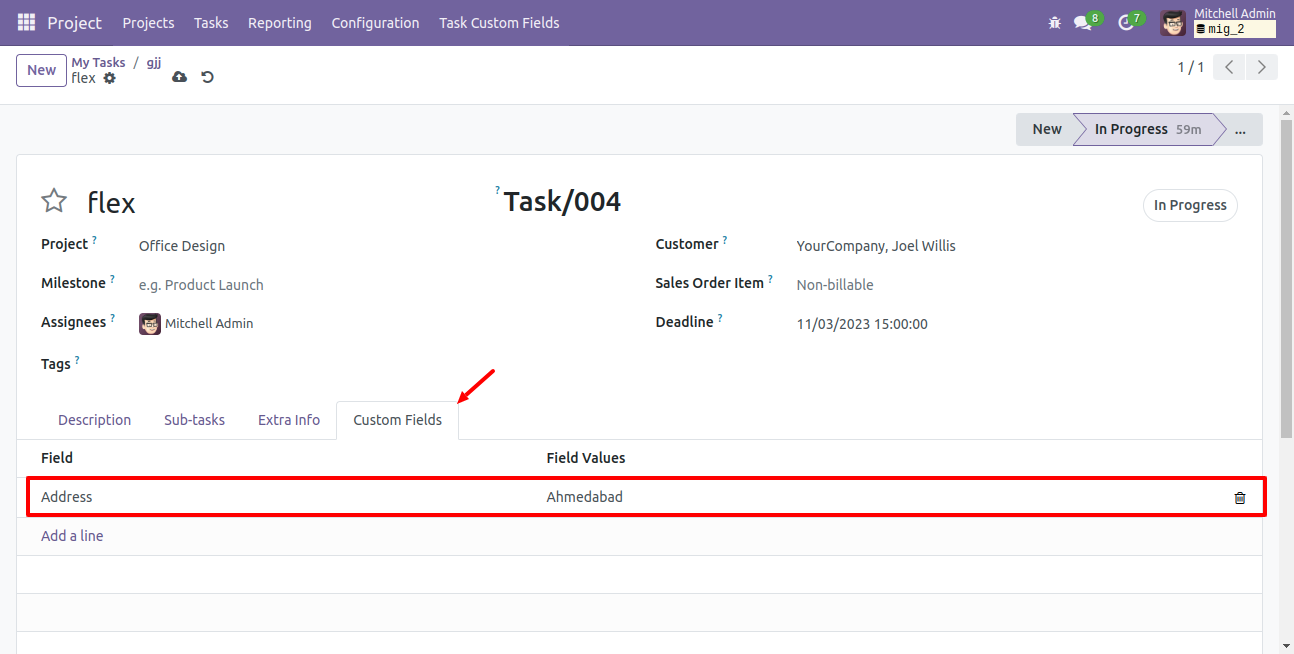 Project Projects Tasks Reporting Configuration Task Custom Fields 8 7 Mitchell Admin
mig_2
New My Tasks / gjj
flex
1 / 1
New In Progress 59m ...
flex ? Task/004 In Progress
Project ? Office Design Customer ? YourCompany, Joel Willis
Milestone ? e.g. Product Launch Sales Order Item ? Non-billable
Assignees ? Mitchell Admin Deadline ? 11/03/2023 15:00:00
Tags ?
Description Sub-tasks Extra Info Custom Fields
Field Field Values
Address Ahmedabad
Add a line